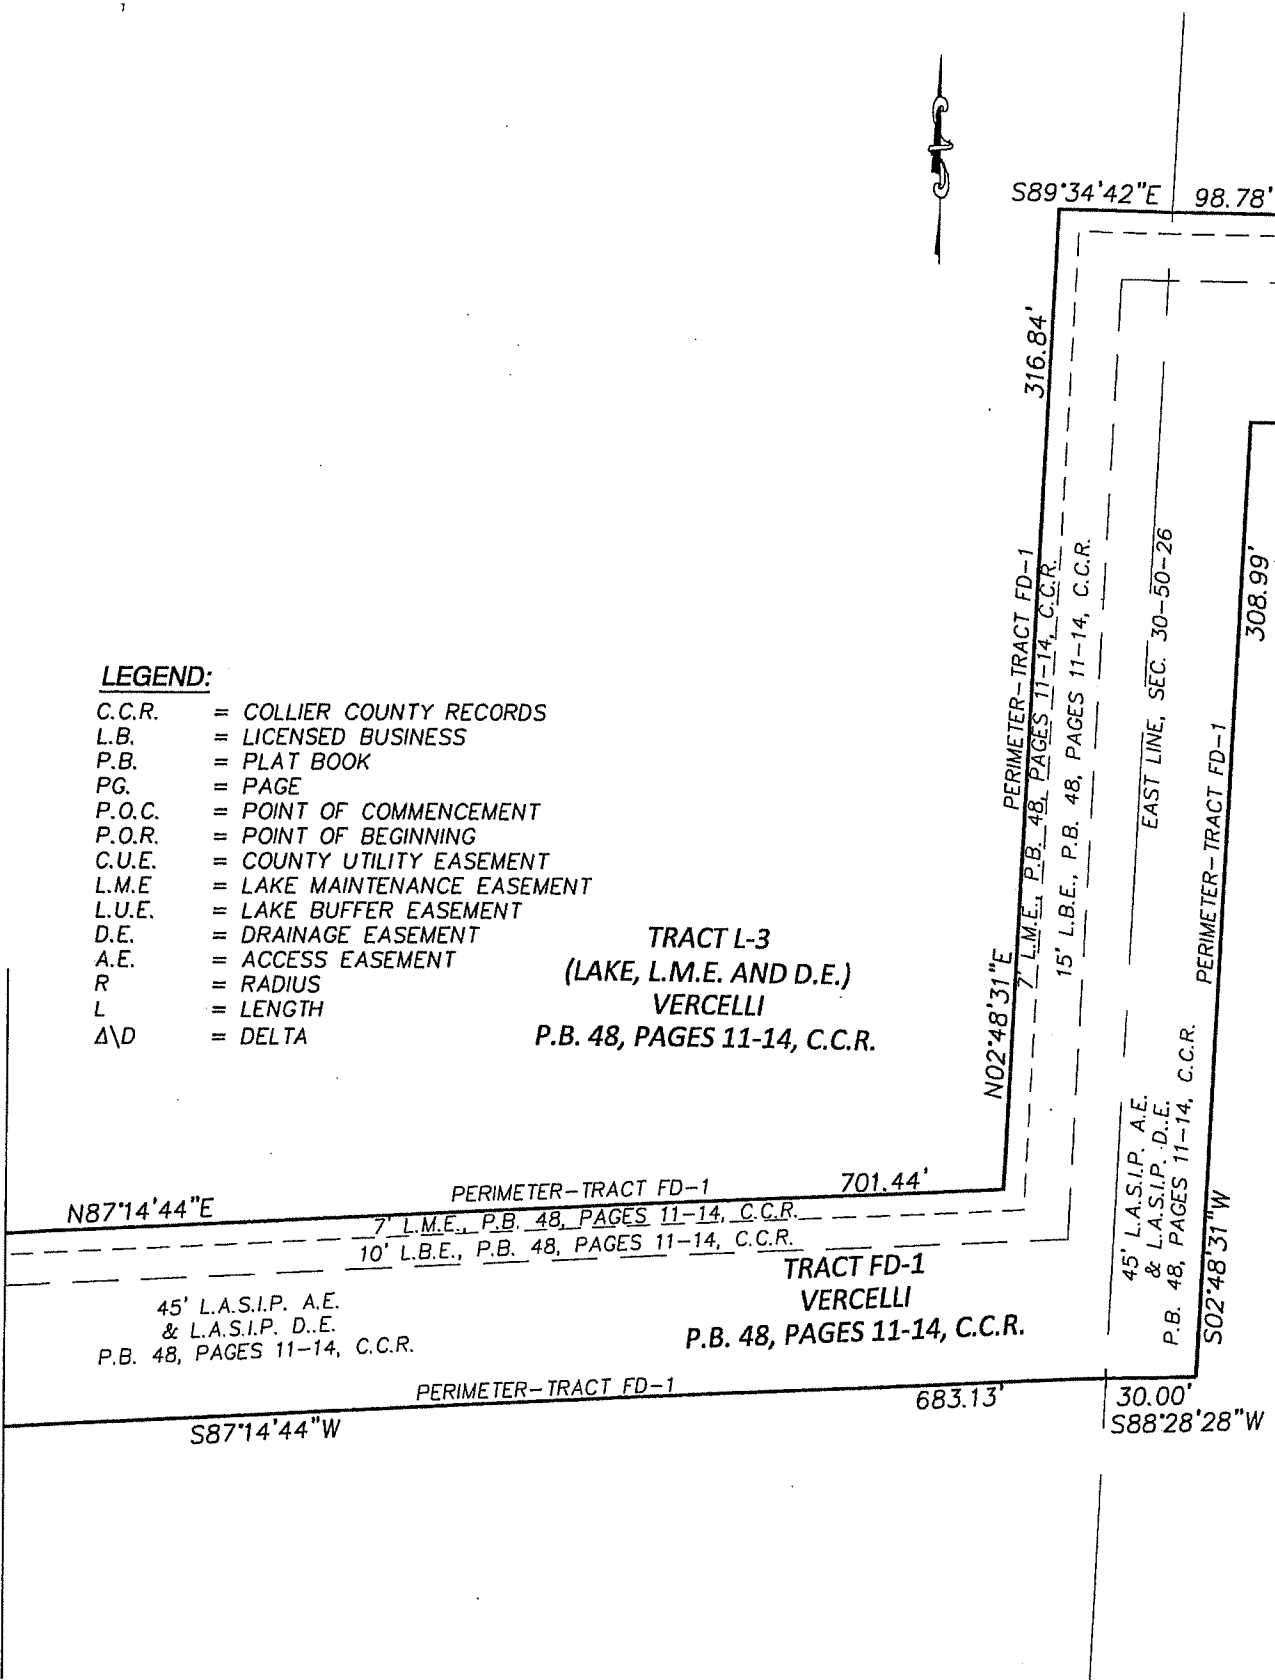 S89°34'42"E 98.78'
316.84'
308.99'
PERIMETER-TRACT FD-1
7' L.M.E., P.B. 48, PAGES 11-14, C.C.R.
15' L.B.E., P.B. 48, PAGES 11-14, C.C.R.
EAST LINE, SEC. 30-50-26
PERIMETER-TRACT FD-1
N02°48'31"E
LEGEND:
C.C.R. = COLLIER COUNTY RECORDS
L.B. = LICENSED BUSINESS
P.B. = PLAT BOOK
PG. = PAGE
P.O.C. = POINT OF COMMENCEMENT
P.O.R. = POINT OF BEGINNING
C.U.E. = COUNTY UTILITY EASEMENT
L.M.E = LAKE MAINTENANCE EASEMENT
L.U.E. = LAKE BUFFER EASEMENT
D.E. = DRAINAGE EASEMENT
A.E. = ACCESS EASEMENT
R = RADIUS
L = LENGTH
Δ\D = DELTA
TRACT L-3
(LAKE, L.M.E. AND D.E.)
VERCELLI
P.B. 48, PAGES 11-14, C.C.R.
45' L.A.S.I.P. A.E.
& L.A.S.I.P. D..E.
P.B. 48, PAGES 11-14, C.C.R.
S02°48'31"W
N87°14'44"E PERIMETER-TRACT FD-1 701.44'
7' L.M.E., P.B. 48, PAGES 11-14, C.C.R.
10' L.B.E., P.B. 48, PAGES 11-14, C.C.R.
TRACT FD-1
VERCELLI
P.B. 48, PAGES 11-14, C.C.R.
45' L.A.S.I.P. A.E.
& L.A.S.I.P. D..E.
P.B. 48, PAGES 11-14, C.C.R.
PERIMETER-TRACT FD-1 683.13' 30.00'
S87°14'44"W S88°28'28"W